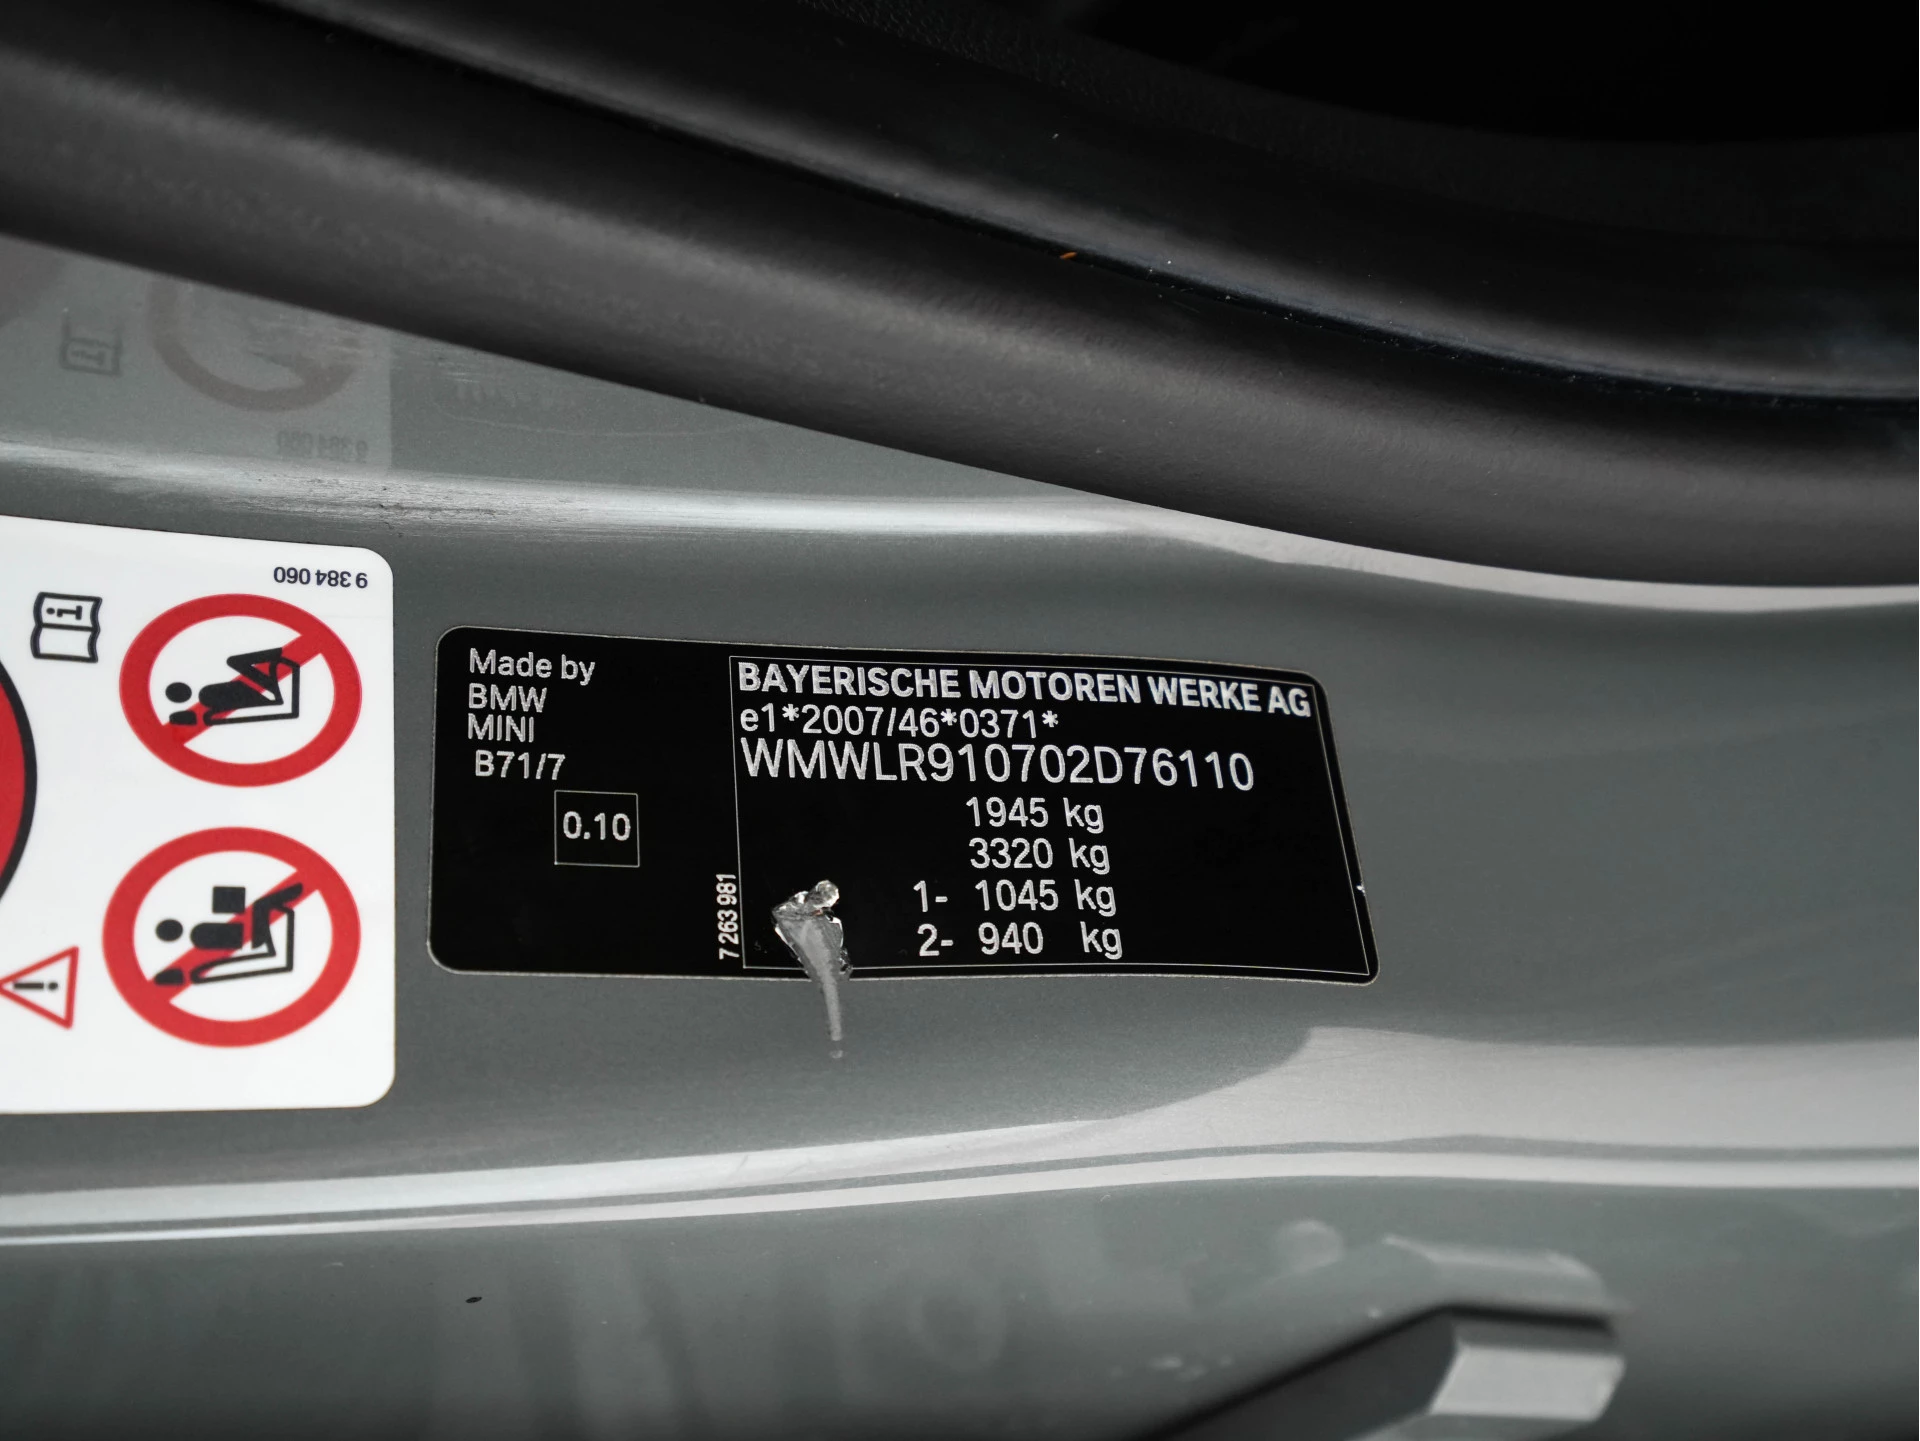 9 384 060
Made by
BMW
MINI
B71/7
0.10
7 263 981
BAYERISCHE MOTOREN WERKE AG
e1*2007/46*0371*
WMWLR910702D76110
1945 kg
3320 kg
1- 1045 kg
2- 940 kg